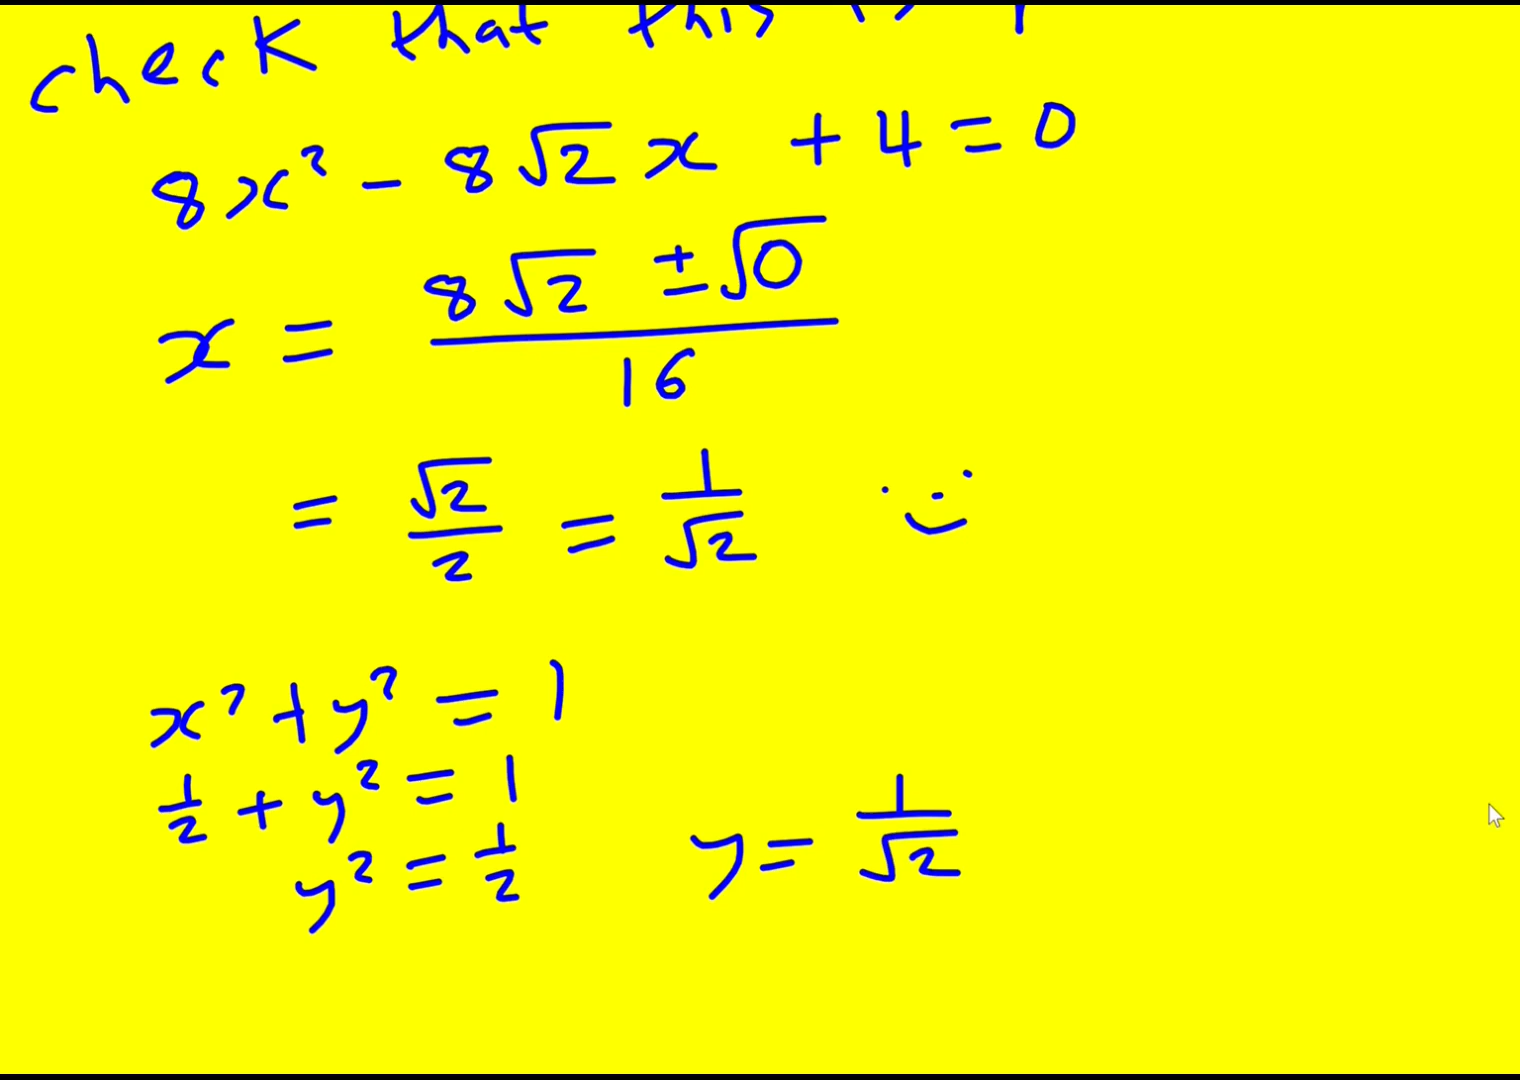 check that this is
8x² - 8√2 x + 4 = 0
x = (8√2 ± √0)/16
= √2/2 = 1/√2
x² + y² = 1
1/2 + y² = 1
y² = 1/2 y = 1/√2